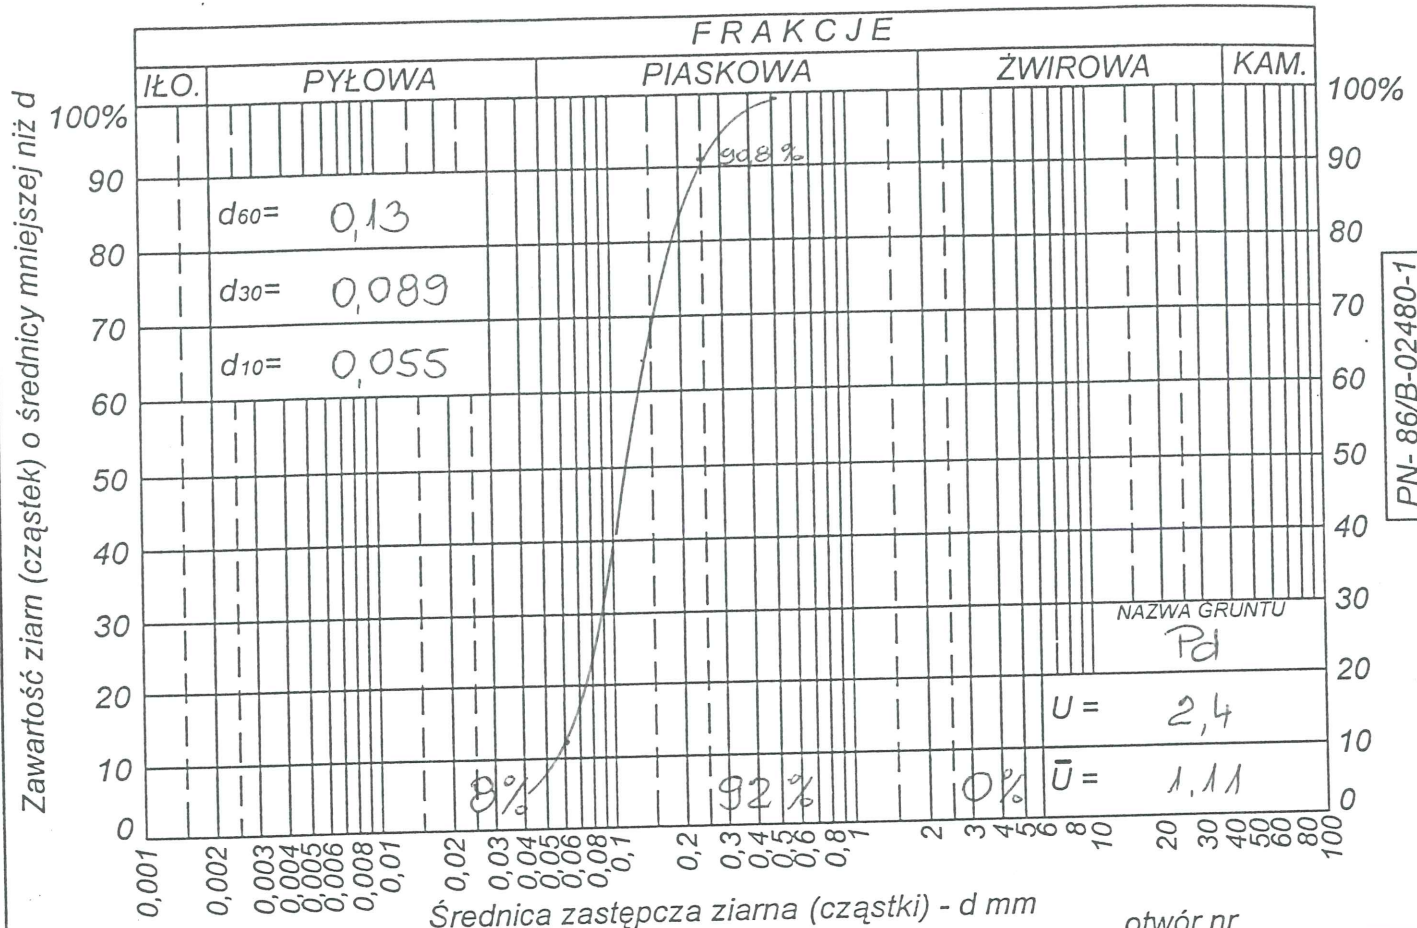 FRAKCJE
IŁO. PYŁOWA PIASKOWA ŻWIROWA KAM.
Zawartość ziarn (cząstek) o średnicy mniejszej niż d
100% 100%
90,8 %
90 90
d60= 0,13
80 80
d30= 0,089
70 70
d10= 0,055
60 60
50 50
40 40
30 30
NAZWA GRUNTU
Pd
20 20
U = 2,4
10 10
8% 92% 0% Ū = 1,11
0 0
0,001 0,002 0,003 0,004 0,005 0,006 0,008 0,01 0,02 0,03 0,04 0,05 0,06 0,08 0,1 0,2 0,3 0,4 0,5 0,6 0,8 1 2 3 4 5 6 8 10 20 30 40 50 60 80 100
Średnica zastępcza ziarna (cząstki) - d mm
otwór nr
PN- 86/B-02480-1